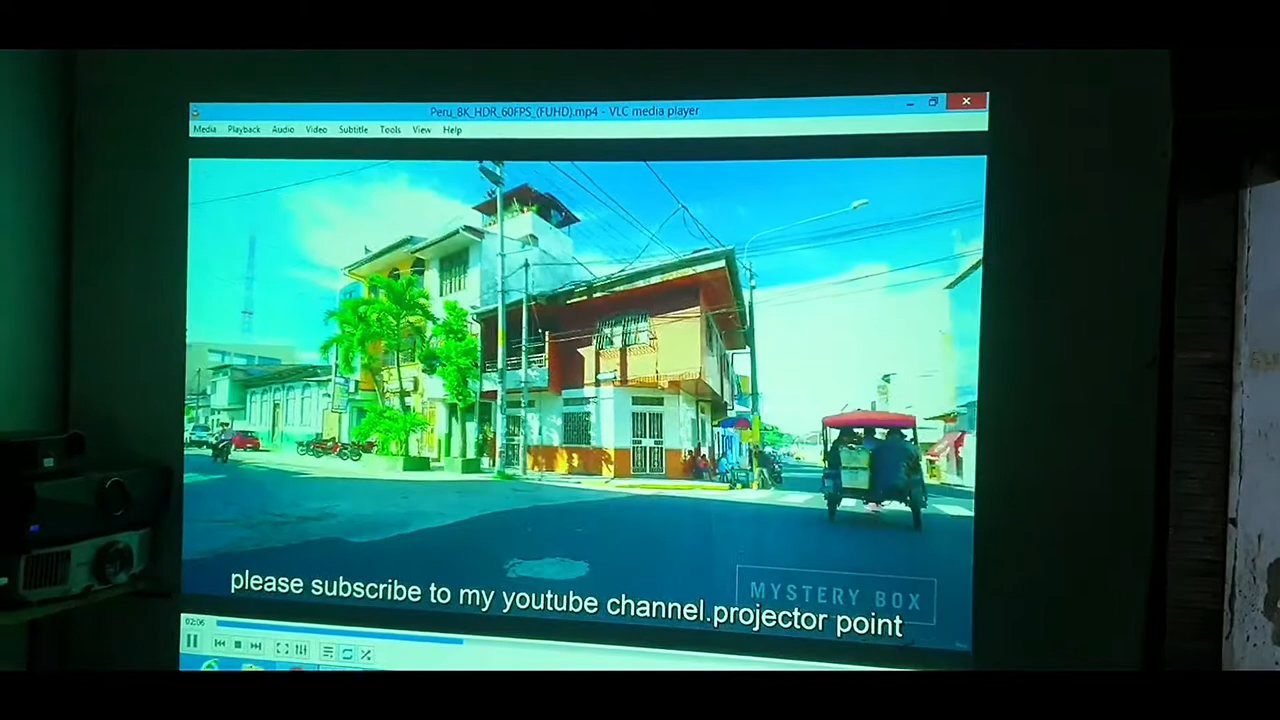 Peru_8K_HDR_60FPS_(FUHD).mp4 - VLC media player
Media Playback Audio Video Subtitle Tools View Help
MYSTERY BOX
please subscribe to my youtube channel.projector point
02:06